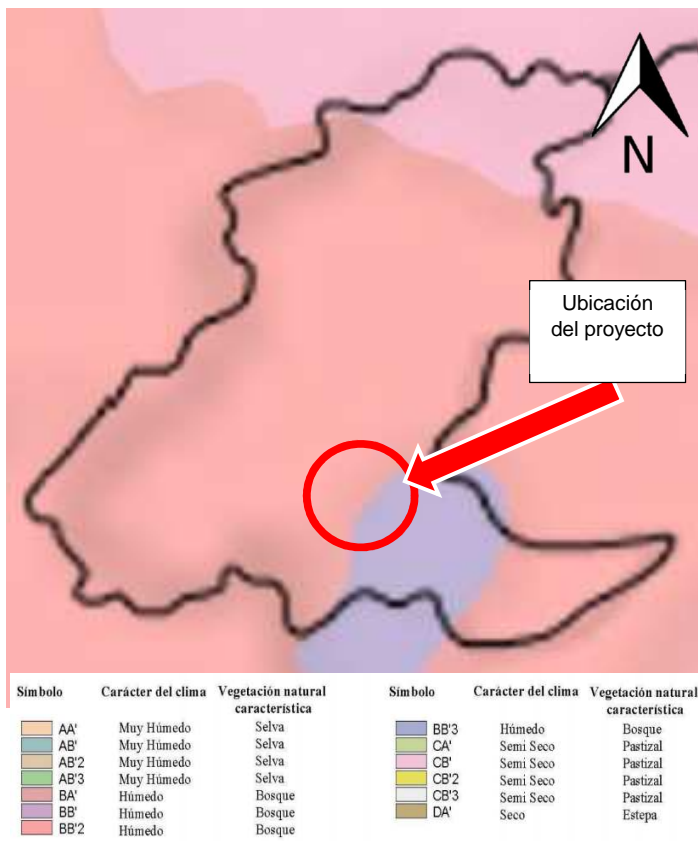 N
Ubicación
del proyecto
Símbolo Carácter del clima Vegetación natural
característica
AA' Muy Húmedo Selva
AB' Muy Húmedo Selva
AB'2 Muy Húmedo Selva
AB'3 Muy Húmedo Selva
BA' Húmedo Bosque
BB' Húmedo Bosque
BB'2 Húmedo Bosque
Símbolo Carácter del clima Vegetación natural
característica
BB'3 Húmedo Bosque
CA' Semi Seco Pastizal
CB' Semi Seco Pastizal
CB'2 Semi Seco Pastizal
CB'3 Semi Seco Pastizal
DA' Seco Estepa